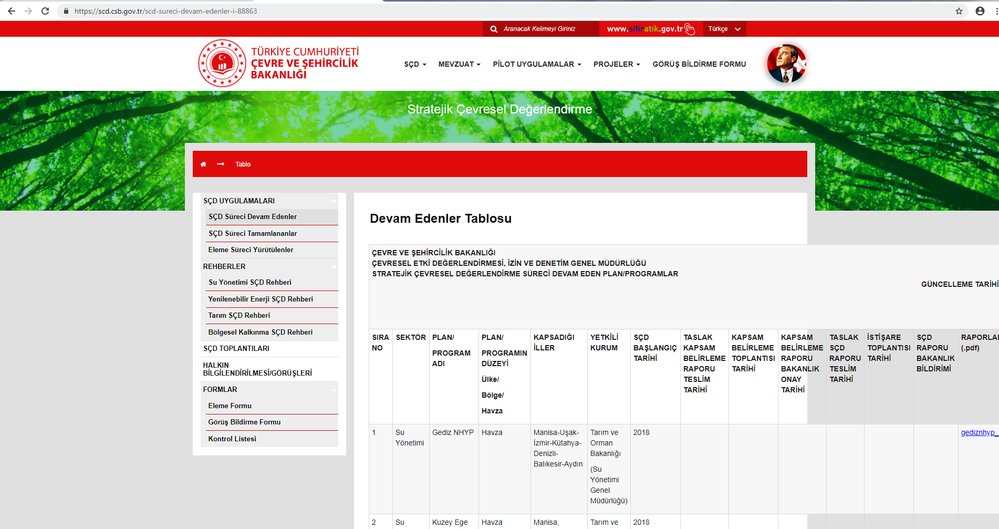 https://scd.csb.gov.tr/scd-sureci-devam-edenler-i-88863
Aranacak Kelimeyi Giriniz
www.sifiratik.gov.tr
Türkçe
TÜRKİYE CUMHURİYETİ
ÇEVRE VE ŞEHİRCİLİK
BAKANLIĞI
SÇD
MEVZUAT
PİLOT UYGULAMALAR
PROJELER
GÖRÜŞ BİLDİRME FORMU
Stratejik Çevresel Değerlendirme
Tablo
SÇD UYGULAMALARI
SÇD Süreci Devam Edenler
SÇD Süreci Tamamlananlar
Eleme Süreci Yürütülenler
REHBERLER
Su Yönetimi SÇD Rehberi
Yenilenebilir Enerji SÇD Rehberi
Tarım SÇD Rehberi
Bölgesel Kalkınma SÇD Rehberi
SÇD TOPLANTILARI
HALKIN
BİLGİLENDİRİLMESİ/GÖRÜŞLERİ
FORMLAR
Eleme Formu
Görüş Bildirme Formu
Kontrol Listesi
Devam Edenler Tablosu
ÇEVRE VE ŞEHİRCİLİK BAKANLIĞI
ÇEVRESEL ETKİ DEĞERLENDİRMESİ, İZİN VE DENETİM GENEL MÜDÜRLÜĞÜ
STRATEJİK ÇEVRESEL DEĞERLENDİRME SÜRECİ DEVAM EDEN PLAN/PROGRAMLAR
GÜNCELLEME TARİHİ
SIRA
NO
SEKTÖR
PLAN/
PROGRAM
ADI
PLAN/
PROGRAMIN
DÜZEYİ
Ülke/
Bölge/
Havza
KAPSADIĞI
İLLER
YETKİLİ
KURUM
SÇD
BAŞLANGIÇ
TARİHİ
TASLAK
KAPSAM
BELİRLEME
RAPORU
TESLİM
TARİHİ
KAPSAM
BELİRLEME
TOPLANTISI
TARİHİ
KAPSAM
BELİRLEME
RAPORU
BAKANLIK
ONAY
TARİHİ
TASLAK
SÇD
RAPORU
TESLİM
TARİHİ
İSTİŞARE
TOPLANTISI
TARİHİ
SÇD
RAPORU
BAKANLIK
BİLDİRİMİ
RAPORLA
(.pdf)
1
Su
Yönetimi
Gediz NHYP
Havza
Manisa-Uşak-
İzmir-Kütahya-
Denizli-
Balıkesir-Aydın
Tarım ve
Orman
Bakanlığı
(Su
Yönetimi
Genel
Müdürlüğü)
2018
gediznhyp_
2
Su
Kuzey Ege
Havza
Manisa,
Tarım ve
2018